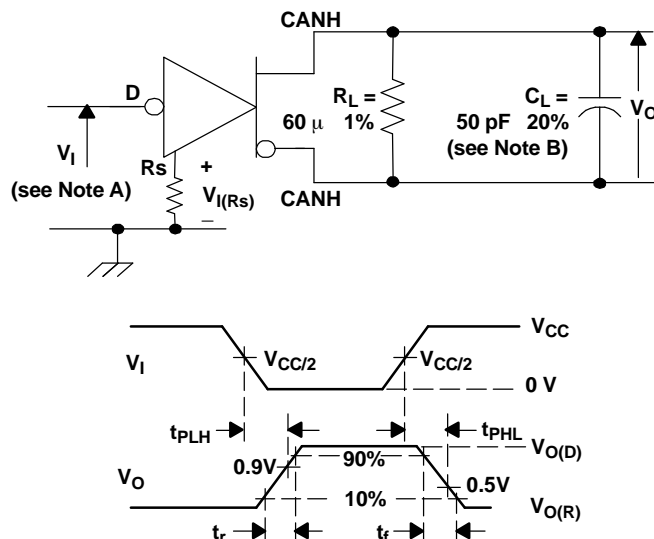 CANH
D
R_L =
60 μ 1%
C_L =
50 pF 20%
(see Note B)
V_O
V_I
(see Note A)
Rs
+
V_I(Rs)
–
CANH
V_I
V_CC/2
V_CC/2
V_CC
0 V
t_PLH
t_PHL
V_O
0.9V
90%
10%
0.5V
V_O(D)
V_O(R)
t_r
t_f